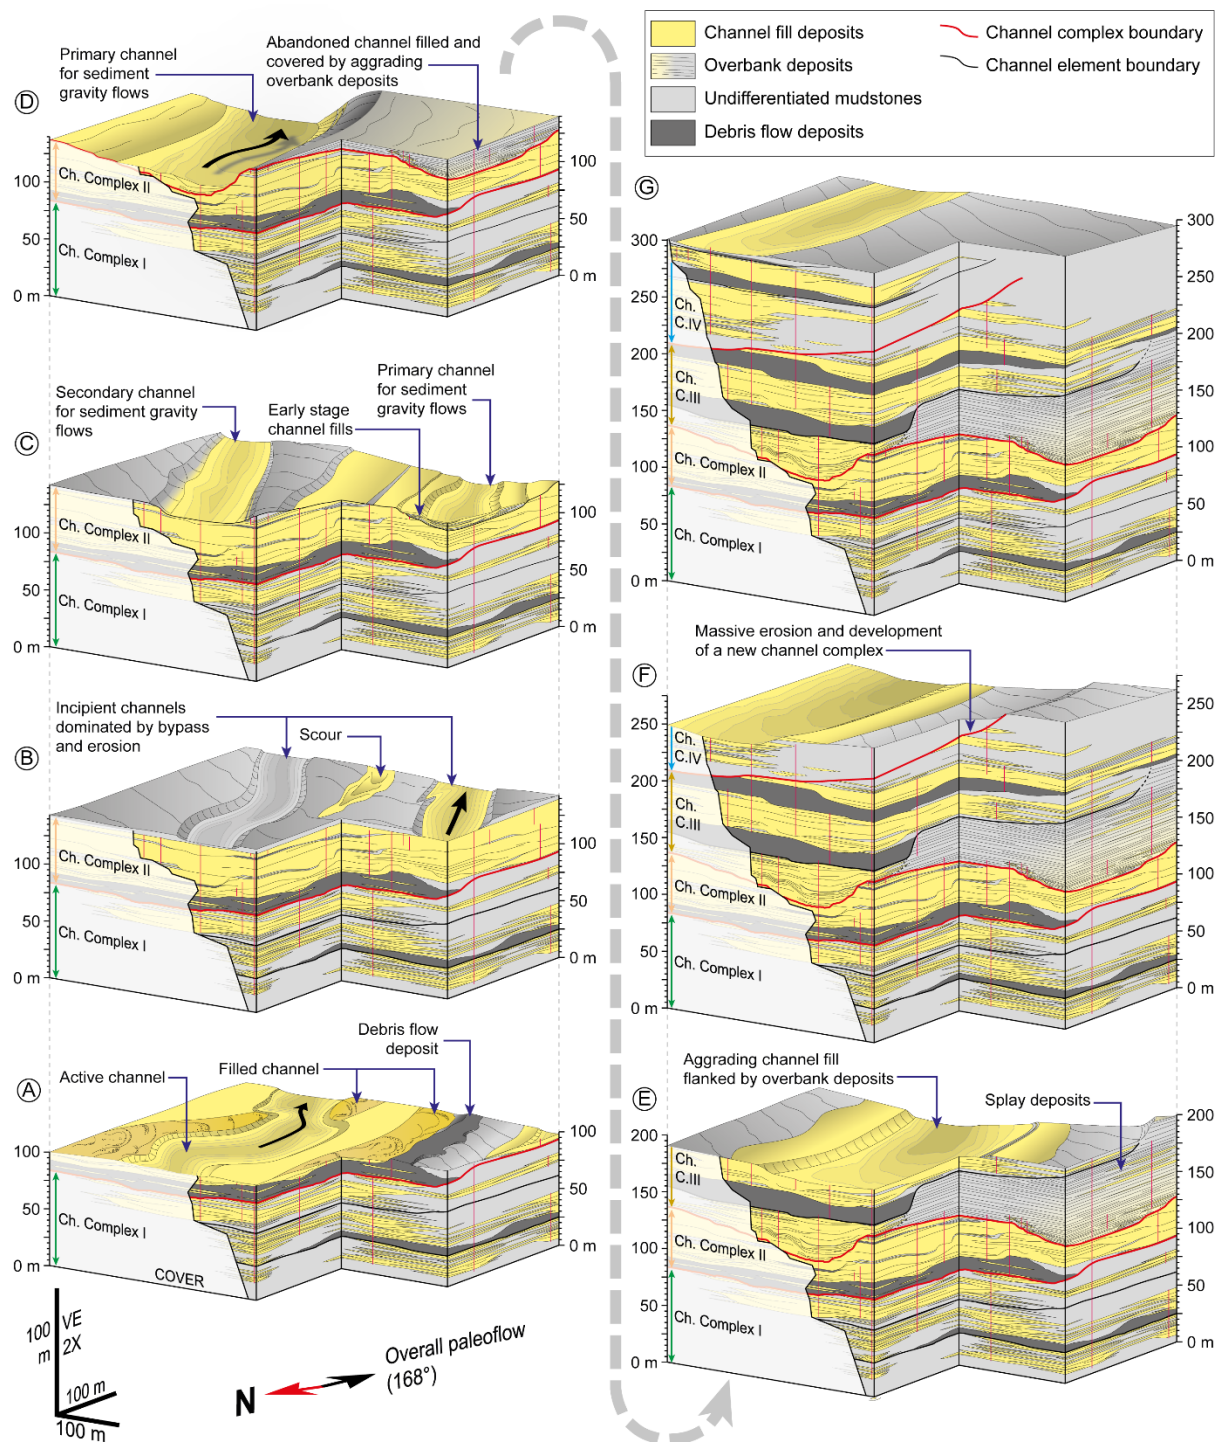 Channel fill deposits
Overbank deposits
Undifferentiated mudstones
Debris flow deposits
Channel complex boundary
Channel element boundary
D
Primary channel
for sediment
gravity flows
Abandoned channel filled and
covered by aggrading
overbank deposits
100
50
0 m
Ch. Complex II
Ch. Complex I
100
50
0 m
C
Secondary channel
for sediment gravity
flows
Early stage
channel fills
Primary channel
for sediment
gravity flows
100
50
0 m
Ch. Complex II
Ch. Complex I
100
50
0 m
B
Incipient channels
dominated by bypass
and erosion
Scour
100
50
0 m
Ch. Complex II
Ch. Complex I
100
50
0 m
A
Active channel
Filled channel
Debris flow
deposit
100
50
0 m
Ch. Complex I
COVER
100
50
0 m
100
m
VE
2X
100 m
100 m
N
Overall paleoflow
(168°)
G
300
250
200
150
100
50
0 m
Ch.
C.IV
Ch.
C.III
Ch. Complex II
Ch. Complex I
300
250
200
150
100
50
0 m
F
Massive erosion and development
of a new channel complex
250
200
150
100
50
0 m
Ch.
C.IV
Ch.
C.III
Ch. Complex II
Ch. Complex I
250
200
150
100
50
0 m
E
Aggrading channel fill
flanked by overbank deposits
Splay deposits
200
150
100
50
0 m
Ch.
C.III
Ch. Complex II
Ch. Complex I
200
150
100
50
0 m